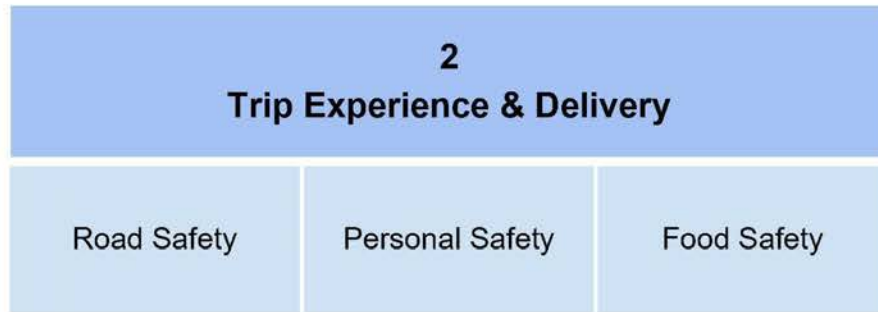 2
Trip Experience & Delivery
Road Safety
Personal Safety
Food Safety